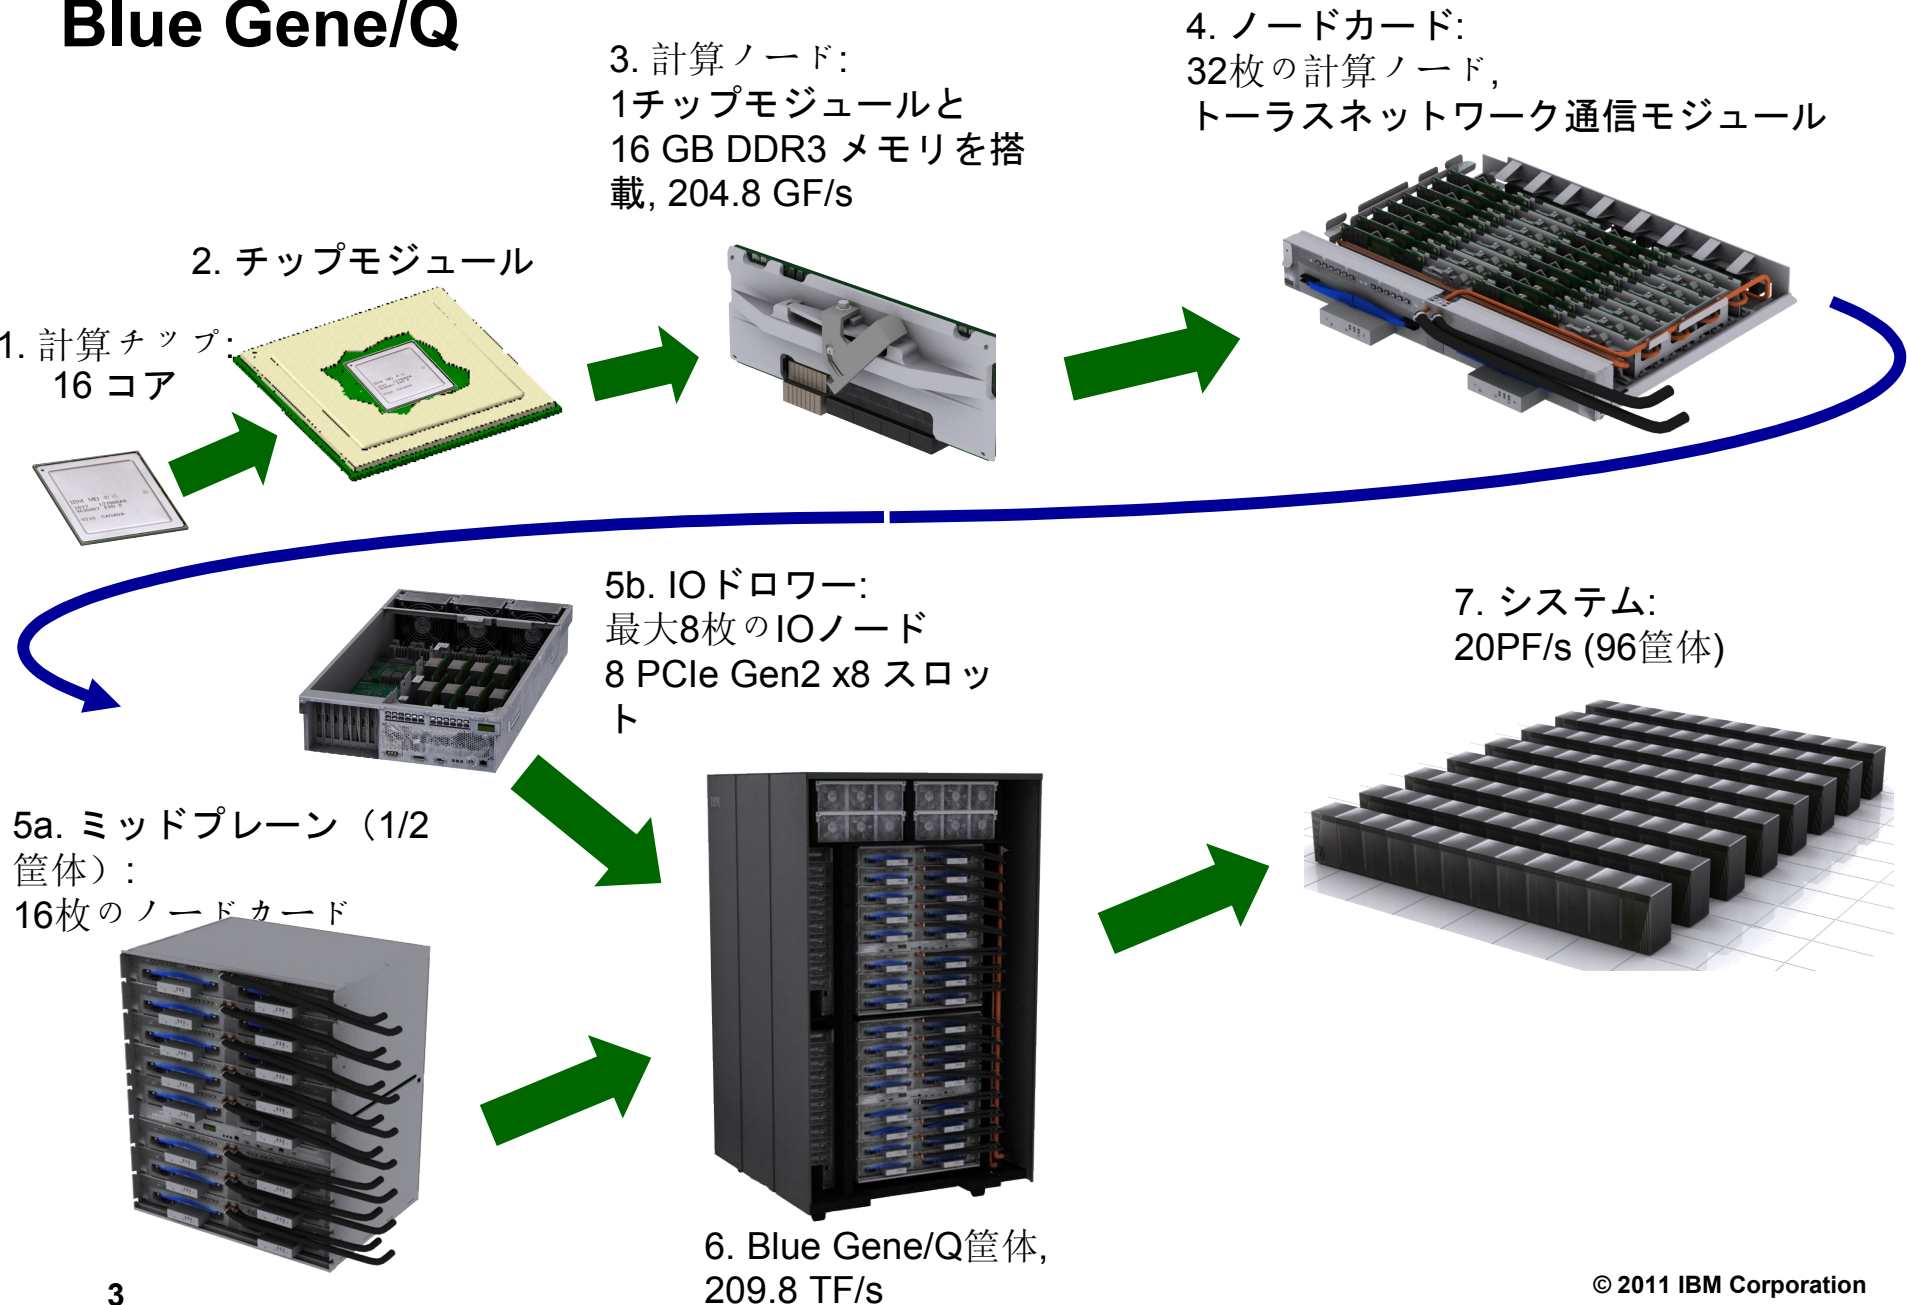 Blue Gene/Q
3. 計算ノード:
1チップモジュールと
16 GB DDR3 メモリを搭
載, 204.8 GF/s
4. ノードカード:
32枚の計算ノード,
トーラスネットワーク通信モジュール
2. チップモジュール
1. 計算チップ:
16 コア
5b. IOドロワー:
最大8枚のIOノード
8 PCIe Gen2 x8 スロッ
ト
7. システム:
20PF/s (96筐体)
5a. ミッドプレーン（1/2
筐体）:
16枚のノードカード
6. Blue Gene/Q筐体,
209.8 TF/s
3
© 2011 IBM Corporation